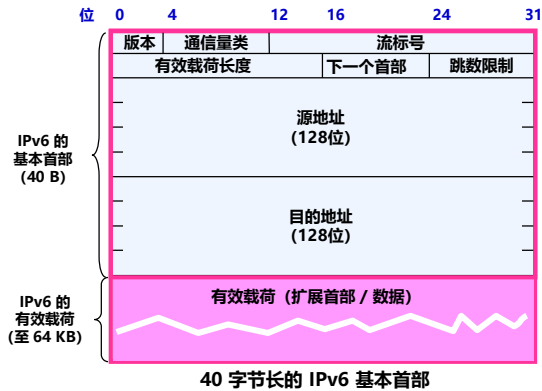 位 0 4 12 16 24 31
版本 通信量类 流标号
有效载荷长度 下一个首部 跳数限制
源地址
(128位)
IPv6 的
基本首部
(40 B)
目的地址
(128位)
IPv6 的
有效载荷
(至 64 KB)
有效载荷（扩展首部 / 数据）
40 字节长的 IPv6 基本首部